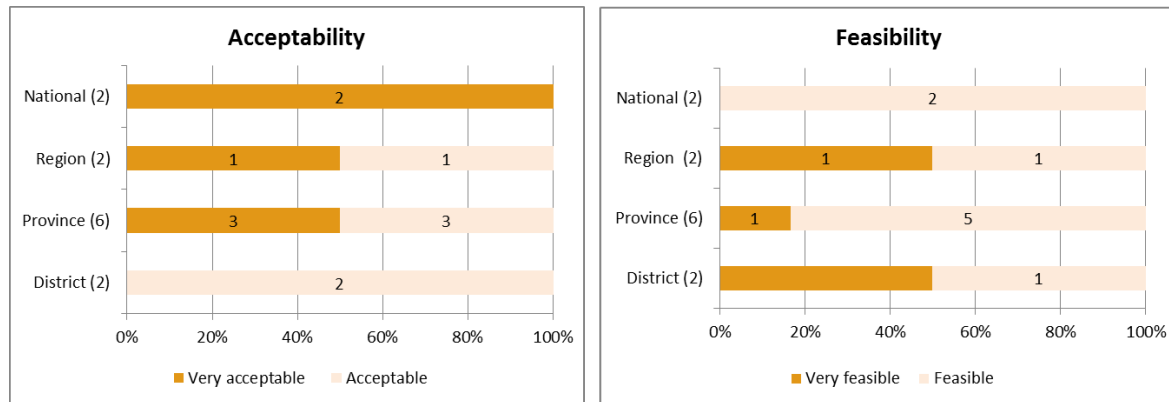 Acceptability
National (2)
2
Region (2)
1 1
Province (6)
3 3
District (2)
2
0% 20% 40% 60% 80% 100%
Very acceptable Acceptable
Feasibility
National (2)
2
Region (2)
1 1
Province (6)
1 5
District (2)
1
0% 20% 40% 60% 80% 100%
Very feasible Feasible